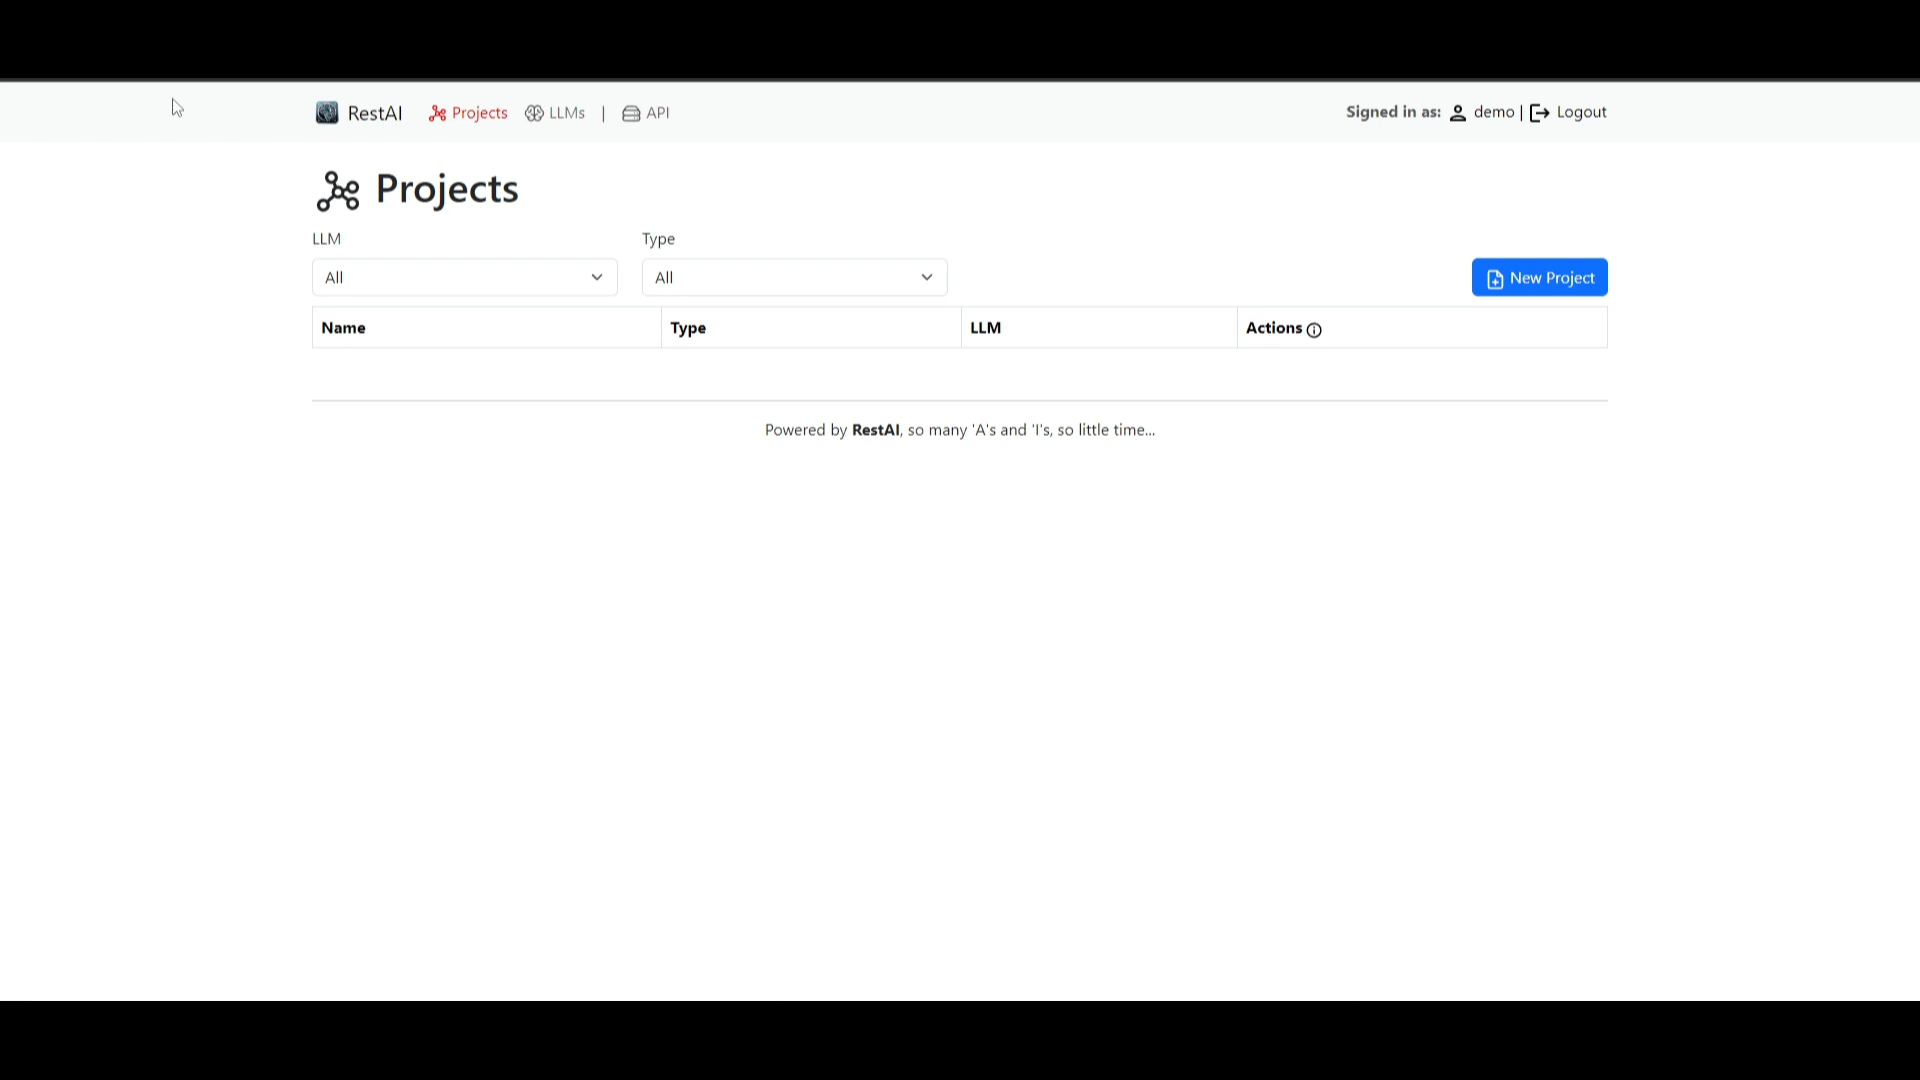 RestAI Projects LLMs | API Signed in as: demo | Logout
Projects
LLM Type
All All New Project
Name Type LLM Actions
Powered by RestAI, so many 'A's and 'I's, so little time...